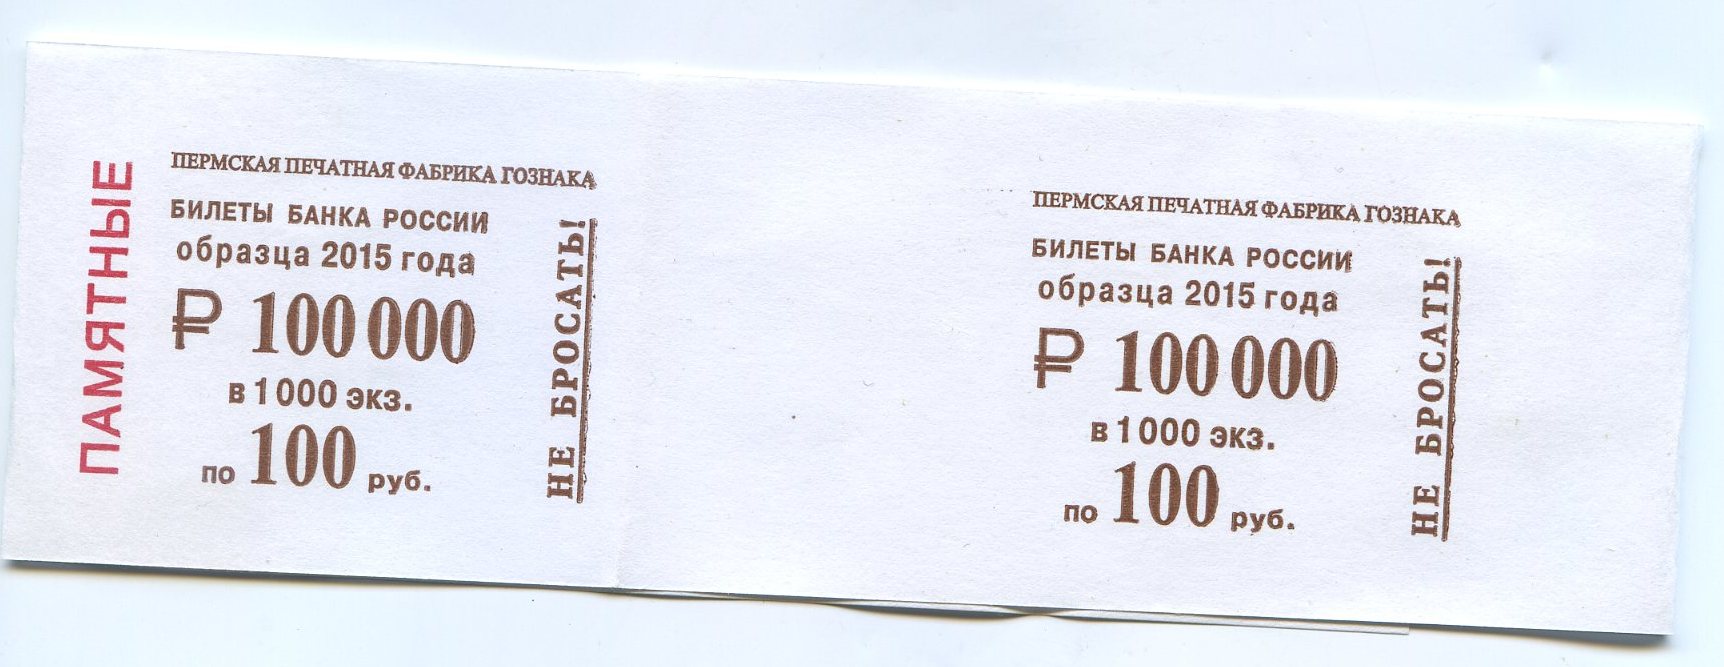 ПАМЯТНЫЕ
ПЕРМСКАЯ ПЕЧАТНАЯ ФАБРИКА ГОЗНАКА
БИЛЕТЫ БАНКА РОССИИ
образца 2015 года
₽ 100 000
в 1000 экз.
по 100 руб.
НЕ БРОСАТЬ!
ПЕРМСКАЯ ПЕЧАТНАЯ ФАБРИКА ГОЗНАКА
БИЛЕТЫ БАНКА РОССИИ
образца 2015 года
₽ 100 000
в 1000 экз.
по 100 руб.
НЕ БРОСАТЬ!